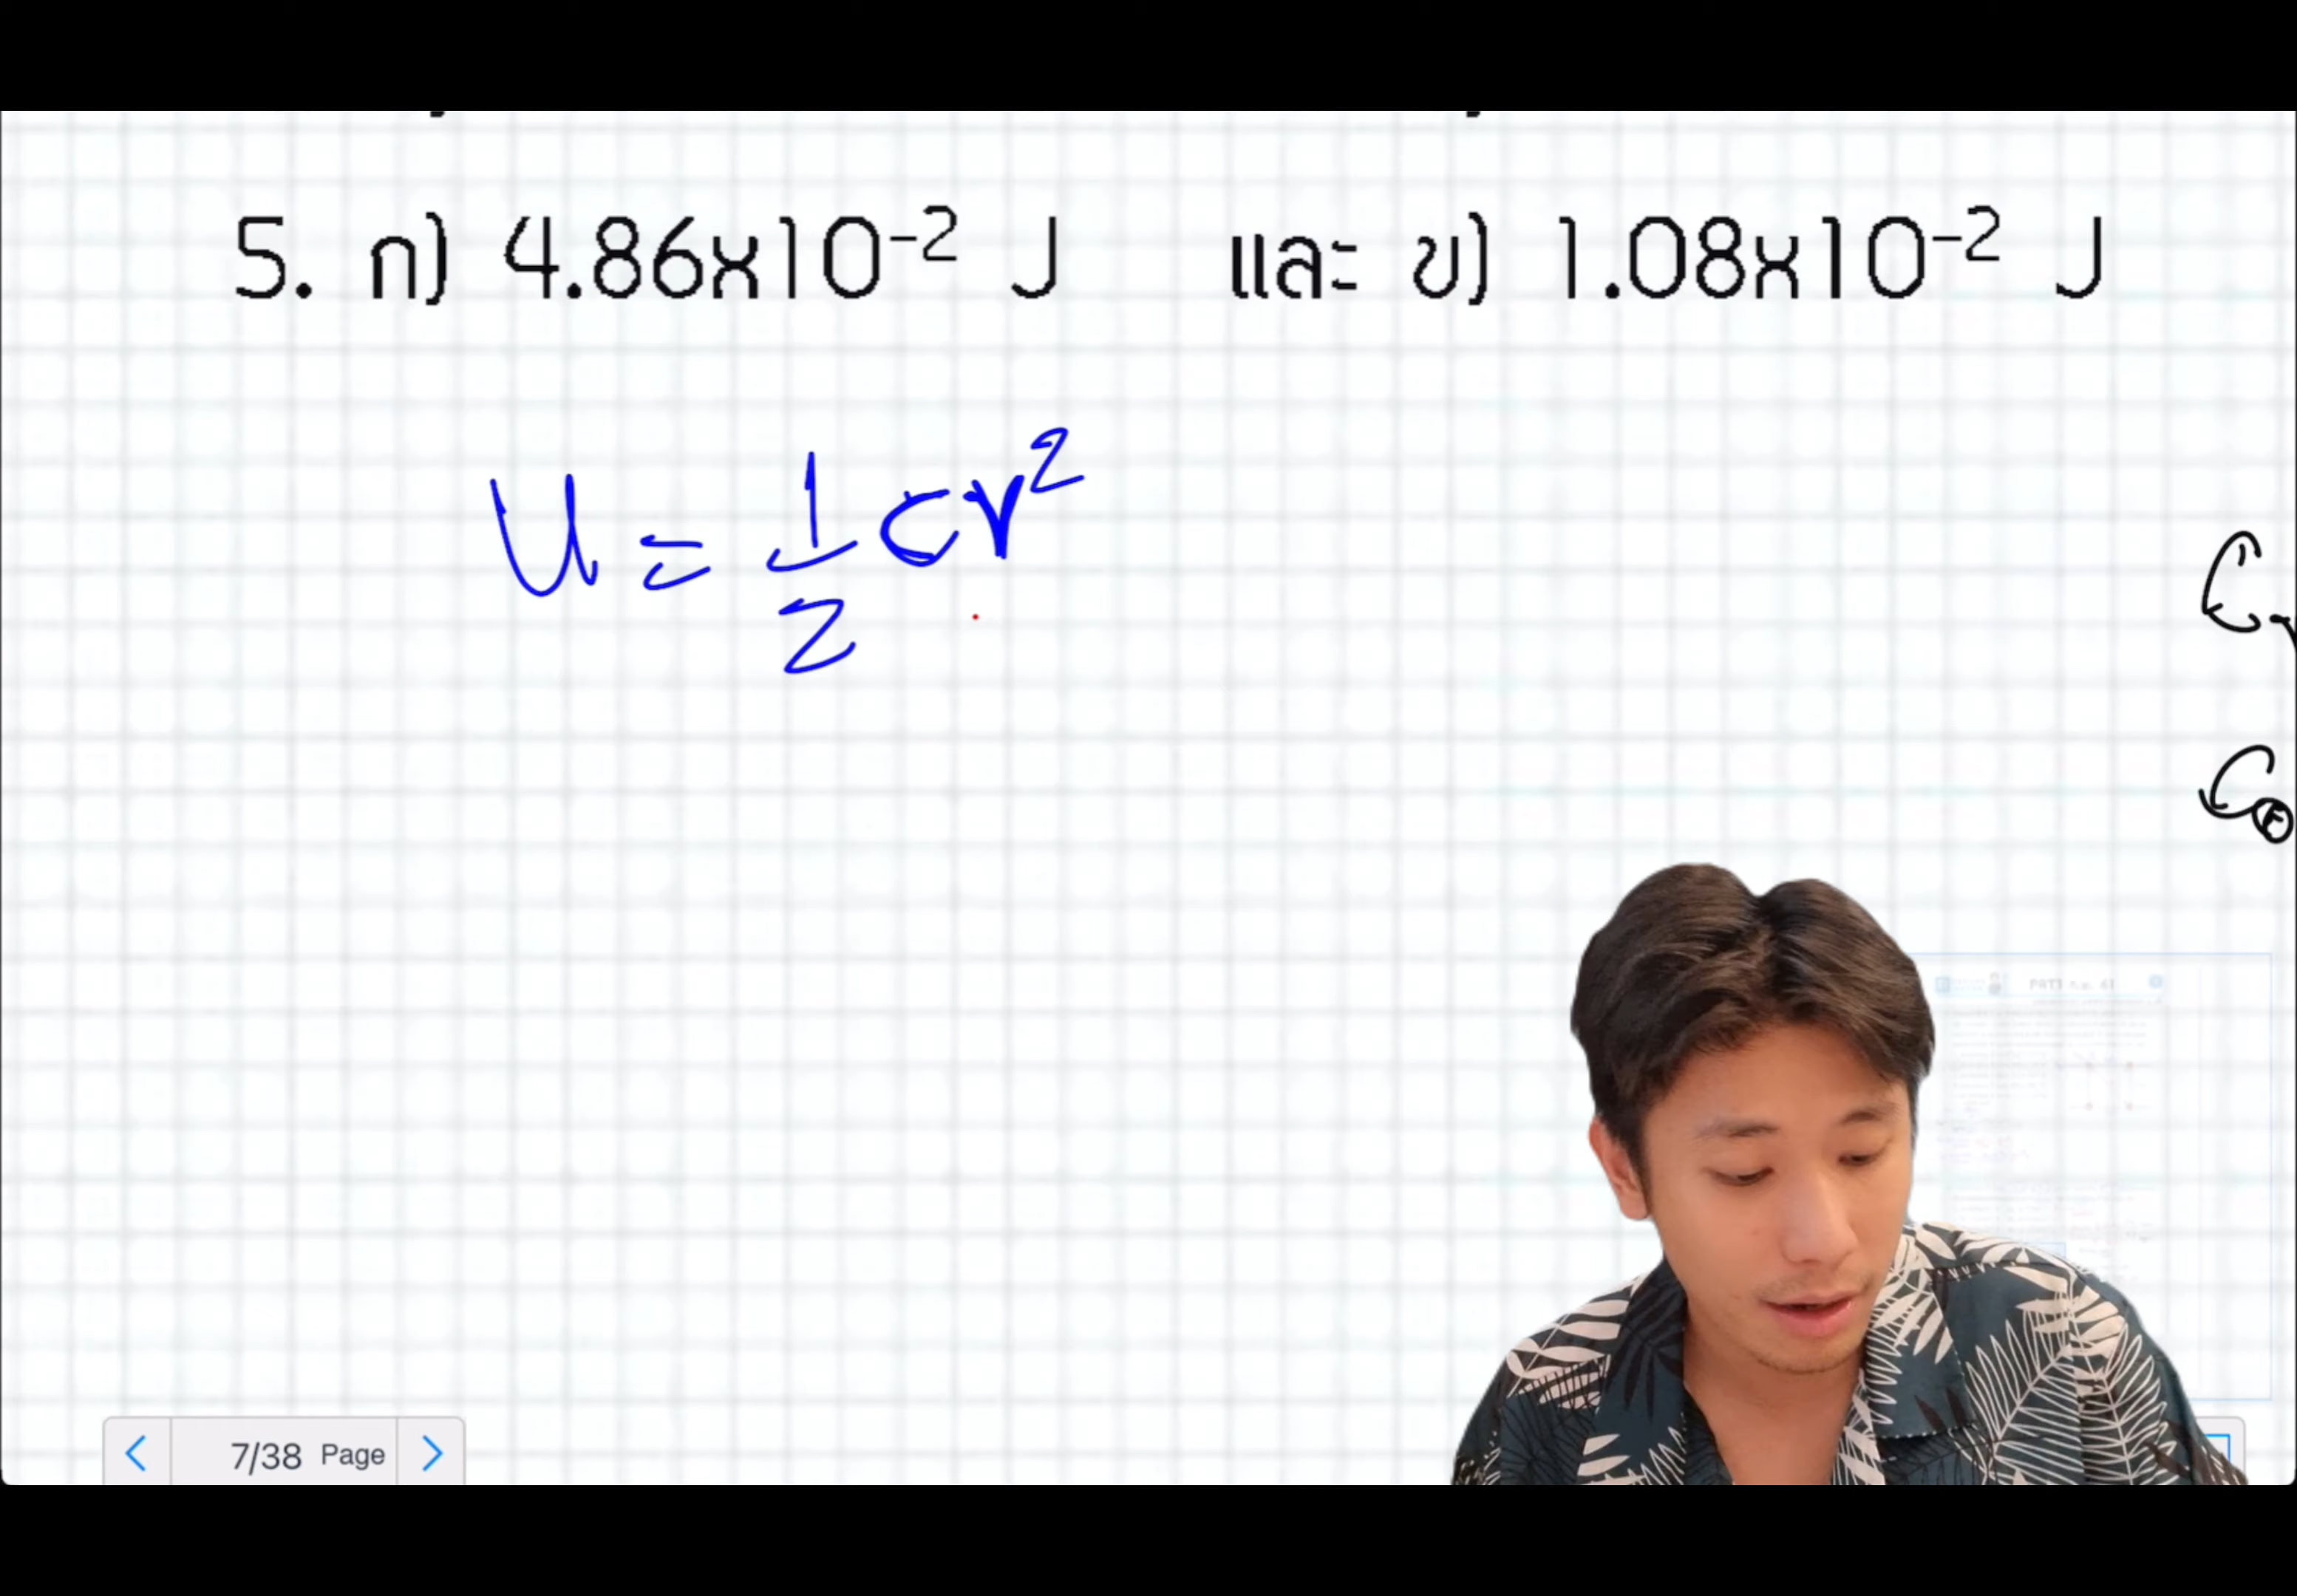 5. ก) 4.86x10⁻² J และ ข) 1.08x10⁻² J
U = 1/2 CV²
C
C
7/38 Page